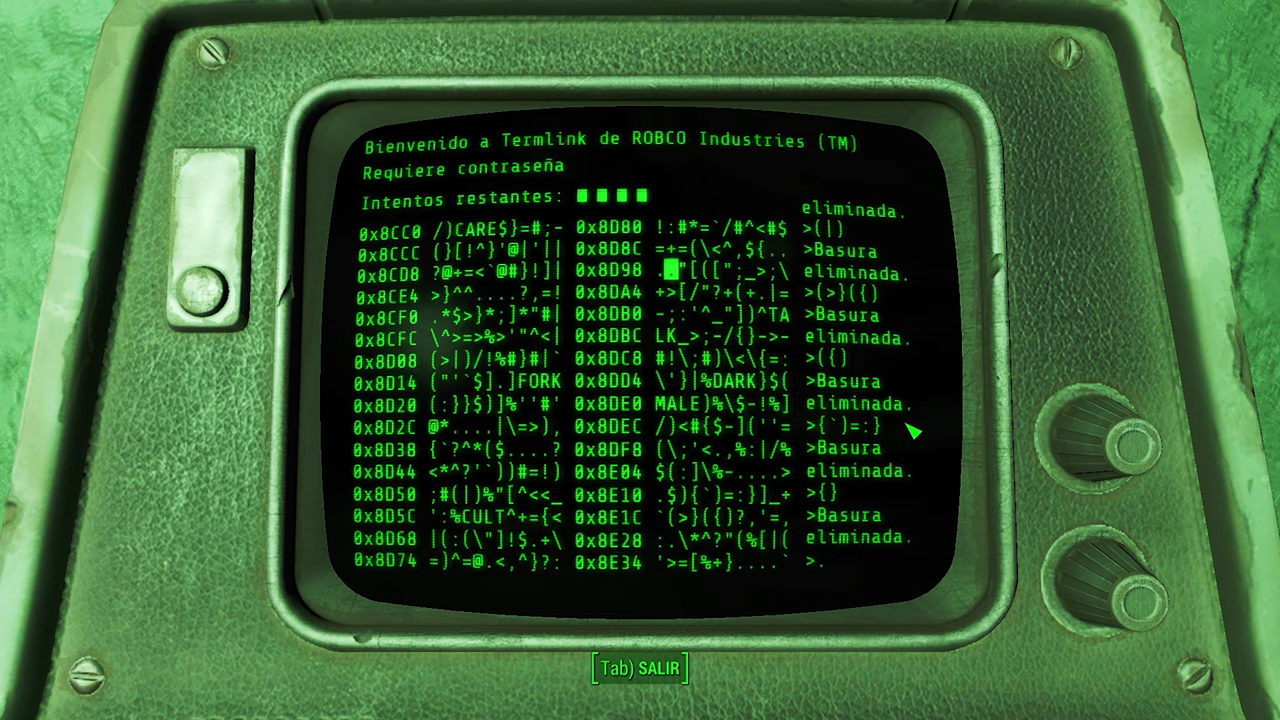 Bienvenido a Termlink de ROBCO Industries (TM)
Requiere contraseña
Intentos restantes: ■ ■ ■ ■
0x8CC0 /)CARE$}=#;- 0x8D80 !:#*=`/#^<#$
0x8CCC (}[!^}'@|'|| 0x8D8C =+=(\<^,${..
0x8CD8 ?@+=<`@#}!]| 0x8D98 .."[([";_>;\
0x8CE4 >}^^....?,=! 0x8DA4 +>[/"?+(+.|=
0x8CF0 .*$>}*;]*"#| 0x8DB0 -;:'^_"])^TA
0x8CFC \^>=>%>'"^<| 0x8DBC LK_>;-/{}->-
0x8D08 (>|)/!%#}#|` 0x8DC8 #!\;#)\<\{=:
0x8D14 ("'`$].]FORK 0x8DD4 \'}|%DARK}$(
0x8D20 (:}}$)]%''#' 0x8DE0 MALE)%\$-!%]
0x8D2C @*....|\=>), 0x8DEC /)<#{$-](''=
0x8D38 {`?^*($....? 0x8DF8 (\;'<.,%:|/%
0x8D44 <*^?'`))#=!) 0x8E04 $(:]\%-....>
0x8D50 ;#(|)%"[^<<_ 0x8E10 .$){`)=:}]_+
0x8D5C ':%CULT^+={< 0x8E1C `(>}({)?,'=,
0x8D68 |(:(\"]!$.+\ 0x8E28 :.\*^?"(%[|(
0x8D74 =)^=@.<,^}?: 0x8E34 '>=[%+}....`
eliminada.
>(|)
>Basura
eliminada.
>(>}({)
>Basura
eliminada.
>({)
>Basura
eliminada.
>{`)=:}
>Basura
eliminada.
>{}
>Basura
eliminada.
>.
[Tab) SALIR]